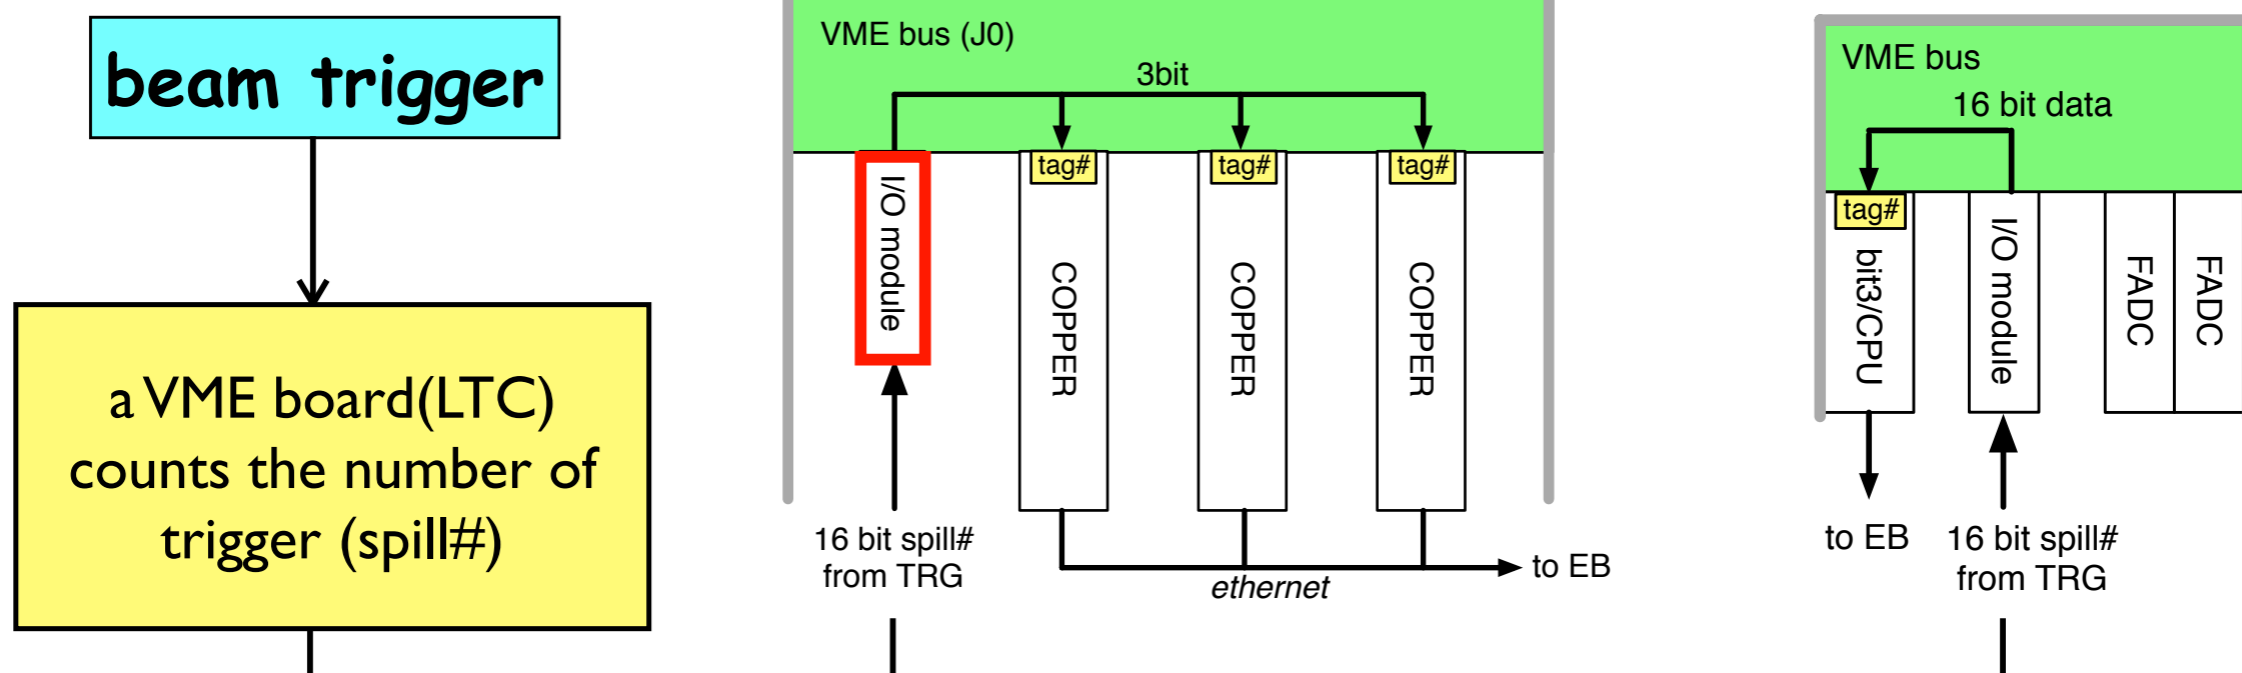 beam trigger
a VME board(LTC)
counts the number of
trigger (spill#)
VME bus (J0)
3bit
tag#
tag#
tag#
I/O module
COPPER
COPPER
COPPER
16 bit spill#
from TRG
ethernet
to EB
VME bus
16 bit data
tag#
bit3/CPU
I/O module
FADC
FADC
to EB
16 bit spill#
from TRG